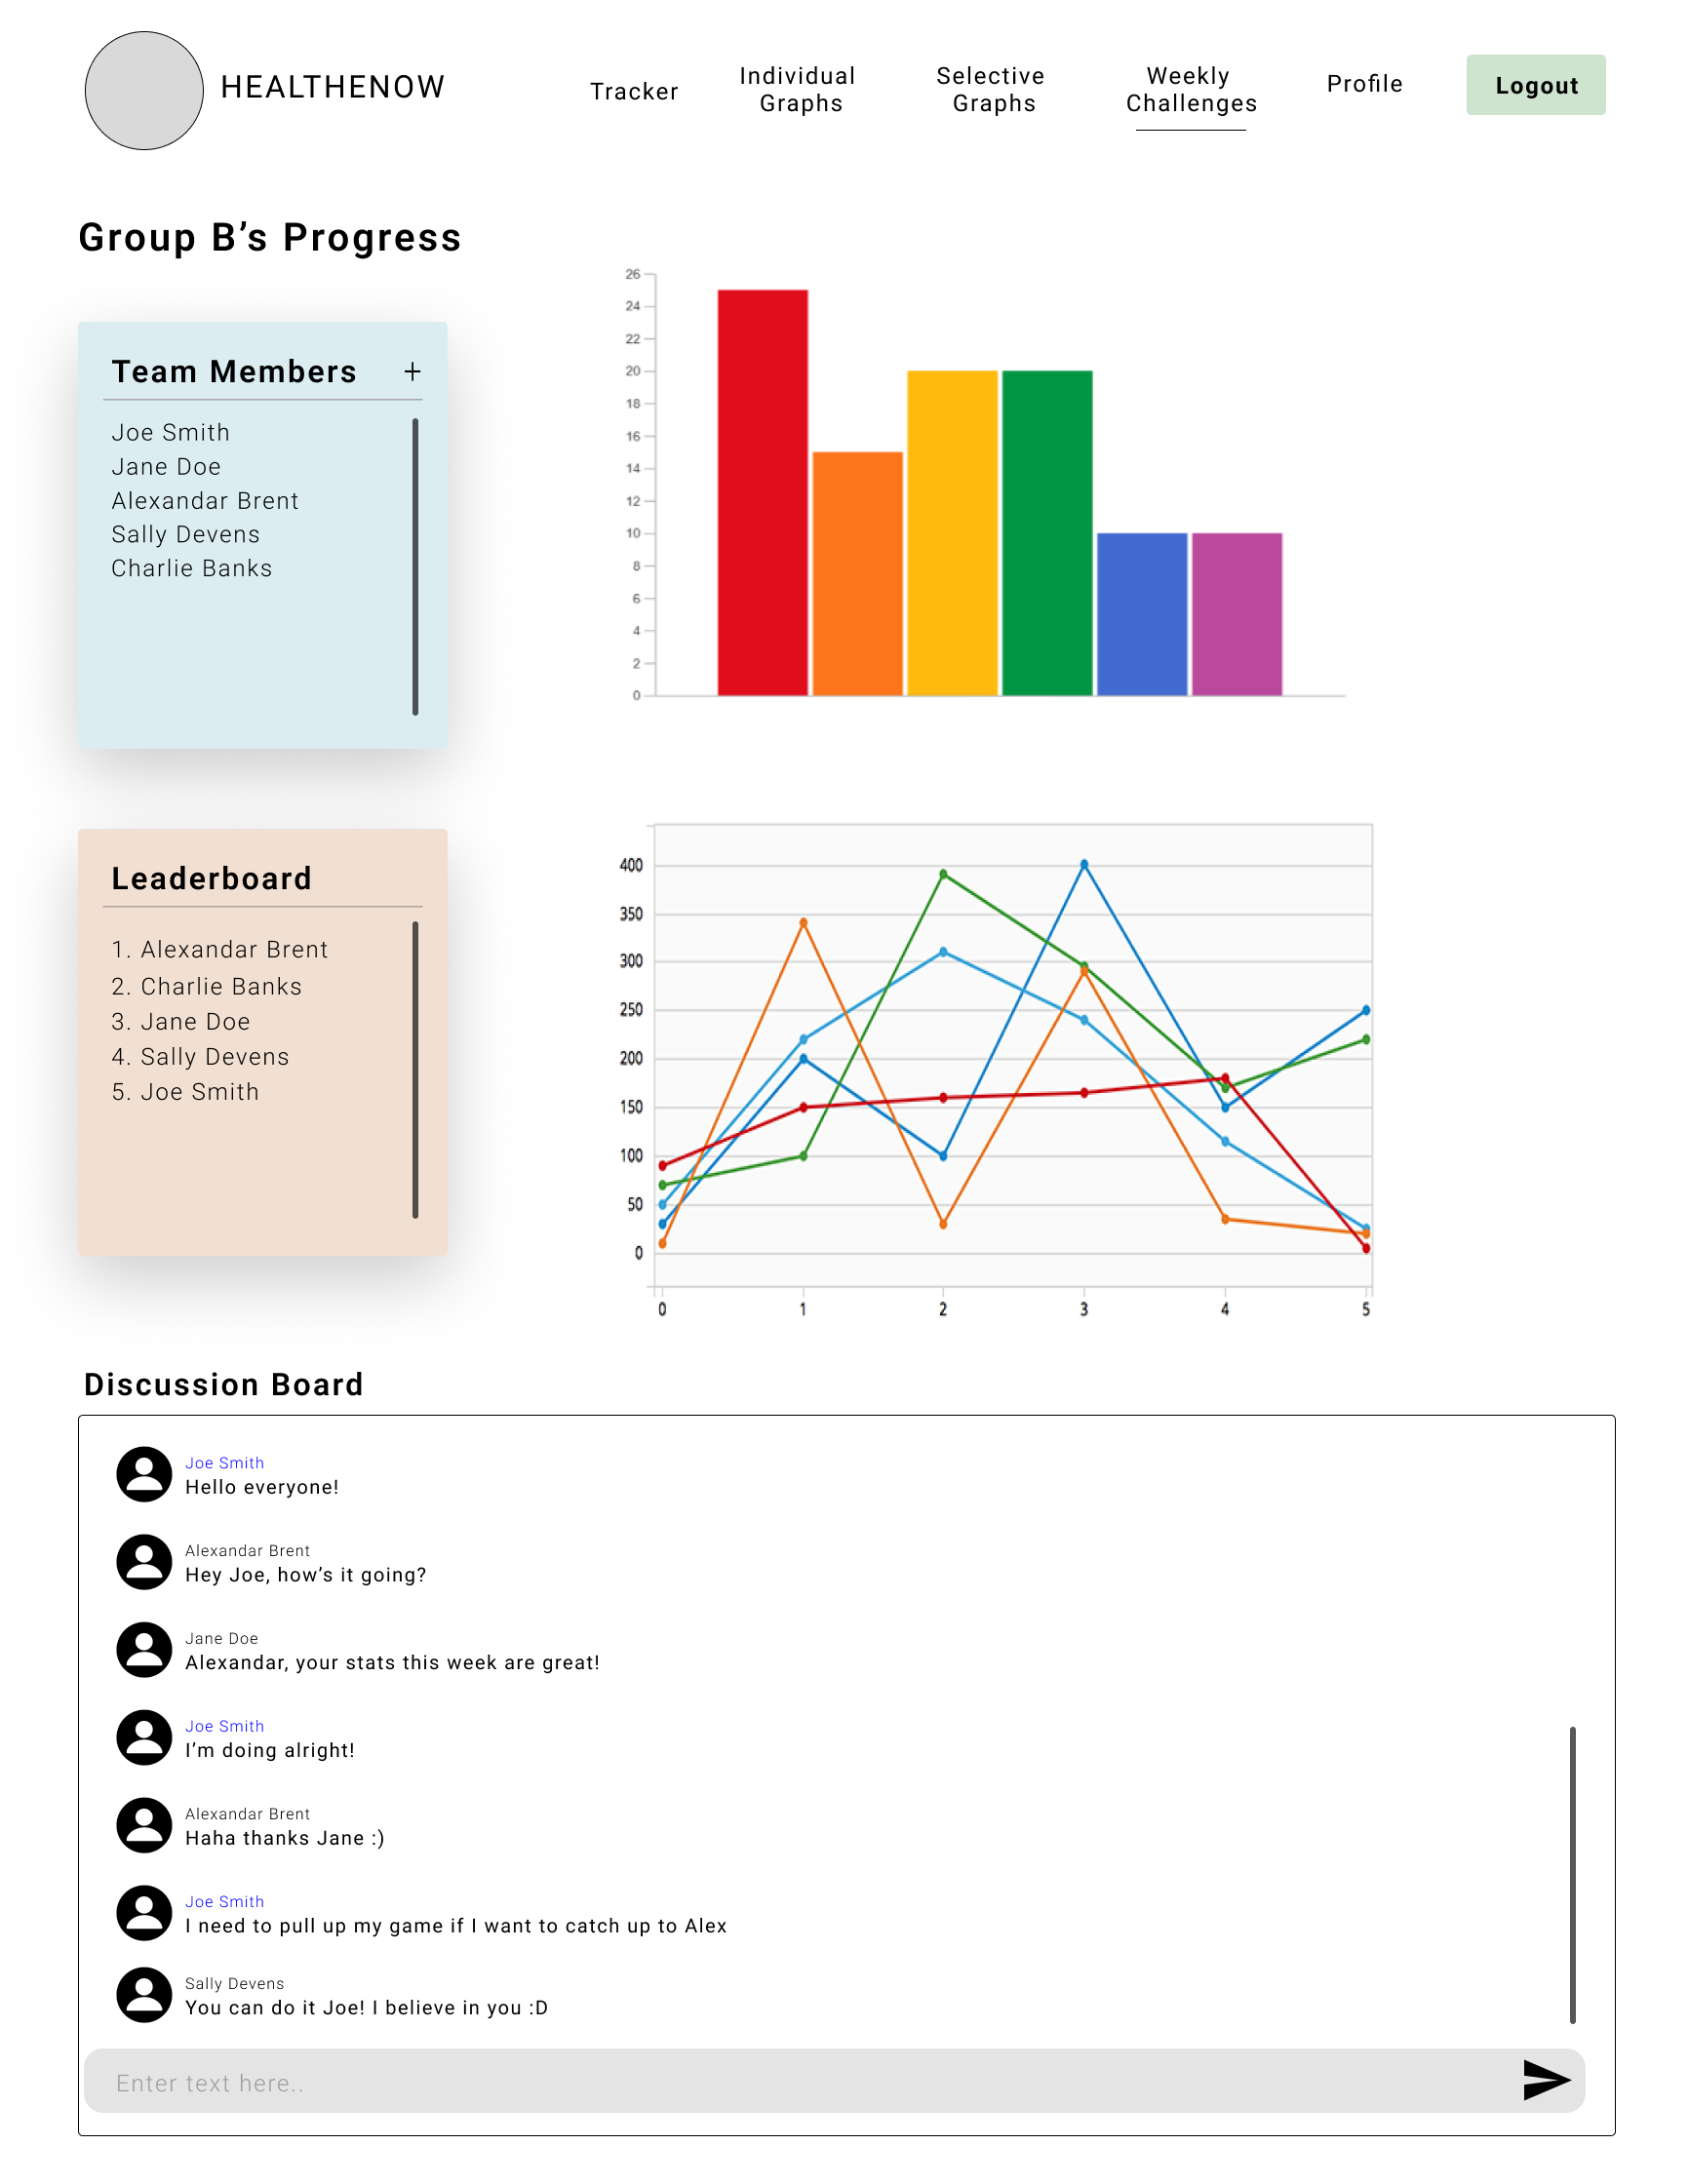 HEALTHENOW
Tracker
Individual
Graphs
Selective
Graphs
Weekly
Challenges
Profile
Logout
Group B’s Progress
Team Members +
Joe Smith
Jane Doe
Alexandar Brent
Sally Devens
Charlie Banks
26
24
22
20
18
16
14
12
10
8
6
4
2
0
Leaderboard
1. Alexandar Brent
2. Charlie Banks
3. Jane Doe
4. Sally Devens
5. Joe Smith
400
350
300
250
200
150
100
50
0
0 1 2 3 4 5
Discussion Board
Joe Smith
Hello everyone!
Alexandar Brent
Hey Joe, how’s it going?
Jane Doe
Alexandar, your stats this week are great!
Joe Smith
I’m doing alright!
Alexandar Brent
Haha thanks Jane :)
Joe Smith
I need to pull up my game if I want to catch up to Alex
Sally Devens
You can do it Joe! I believe in you :D
Enter text here..